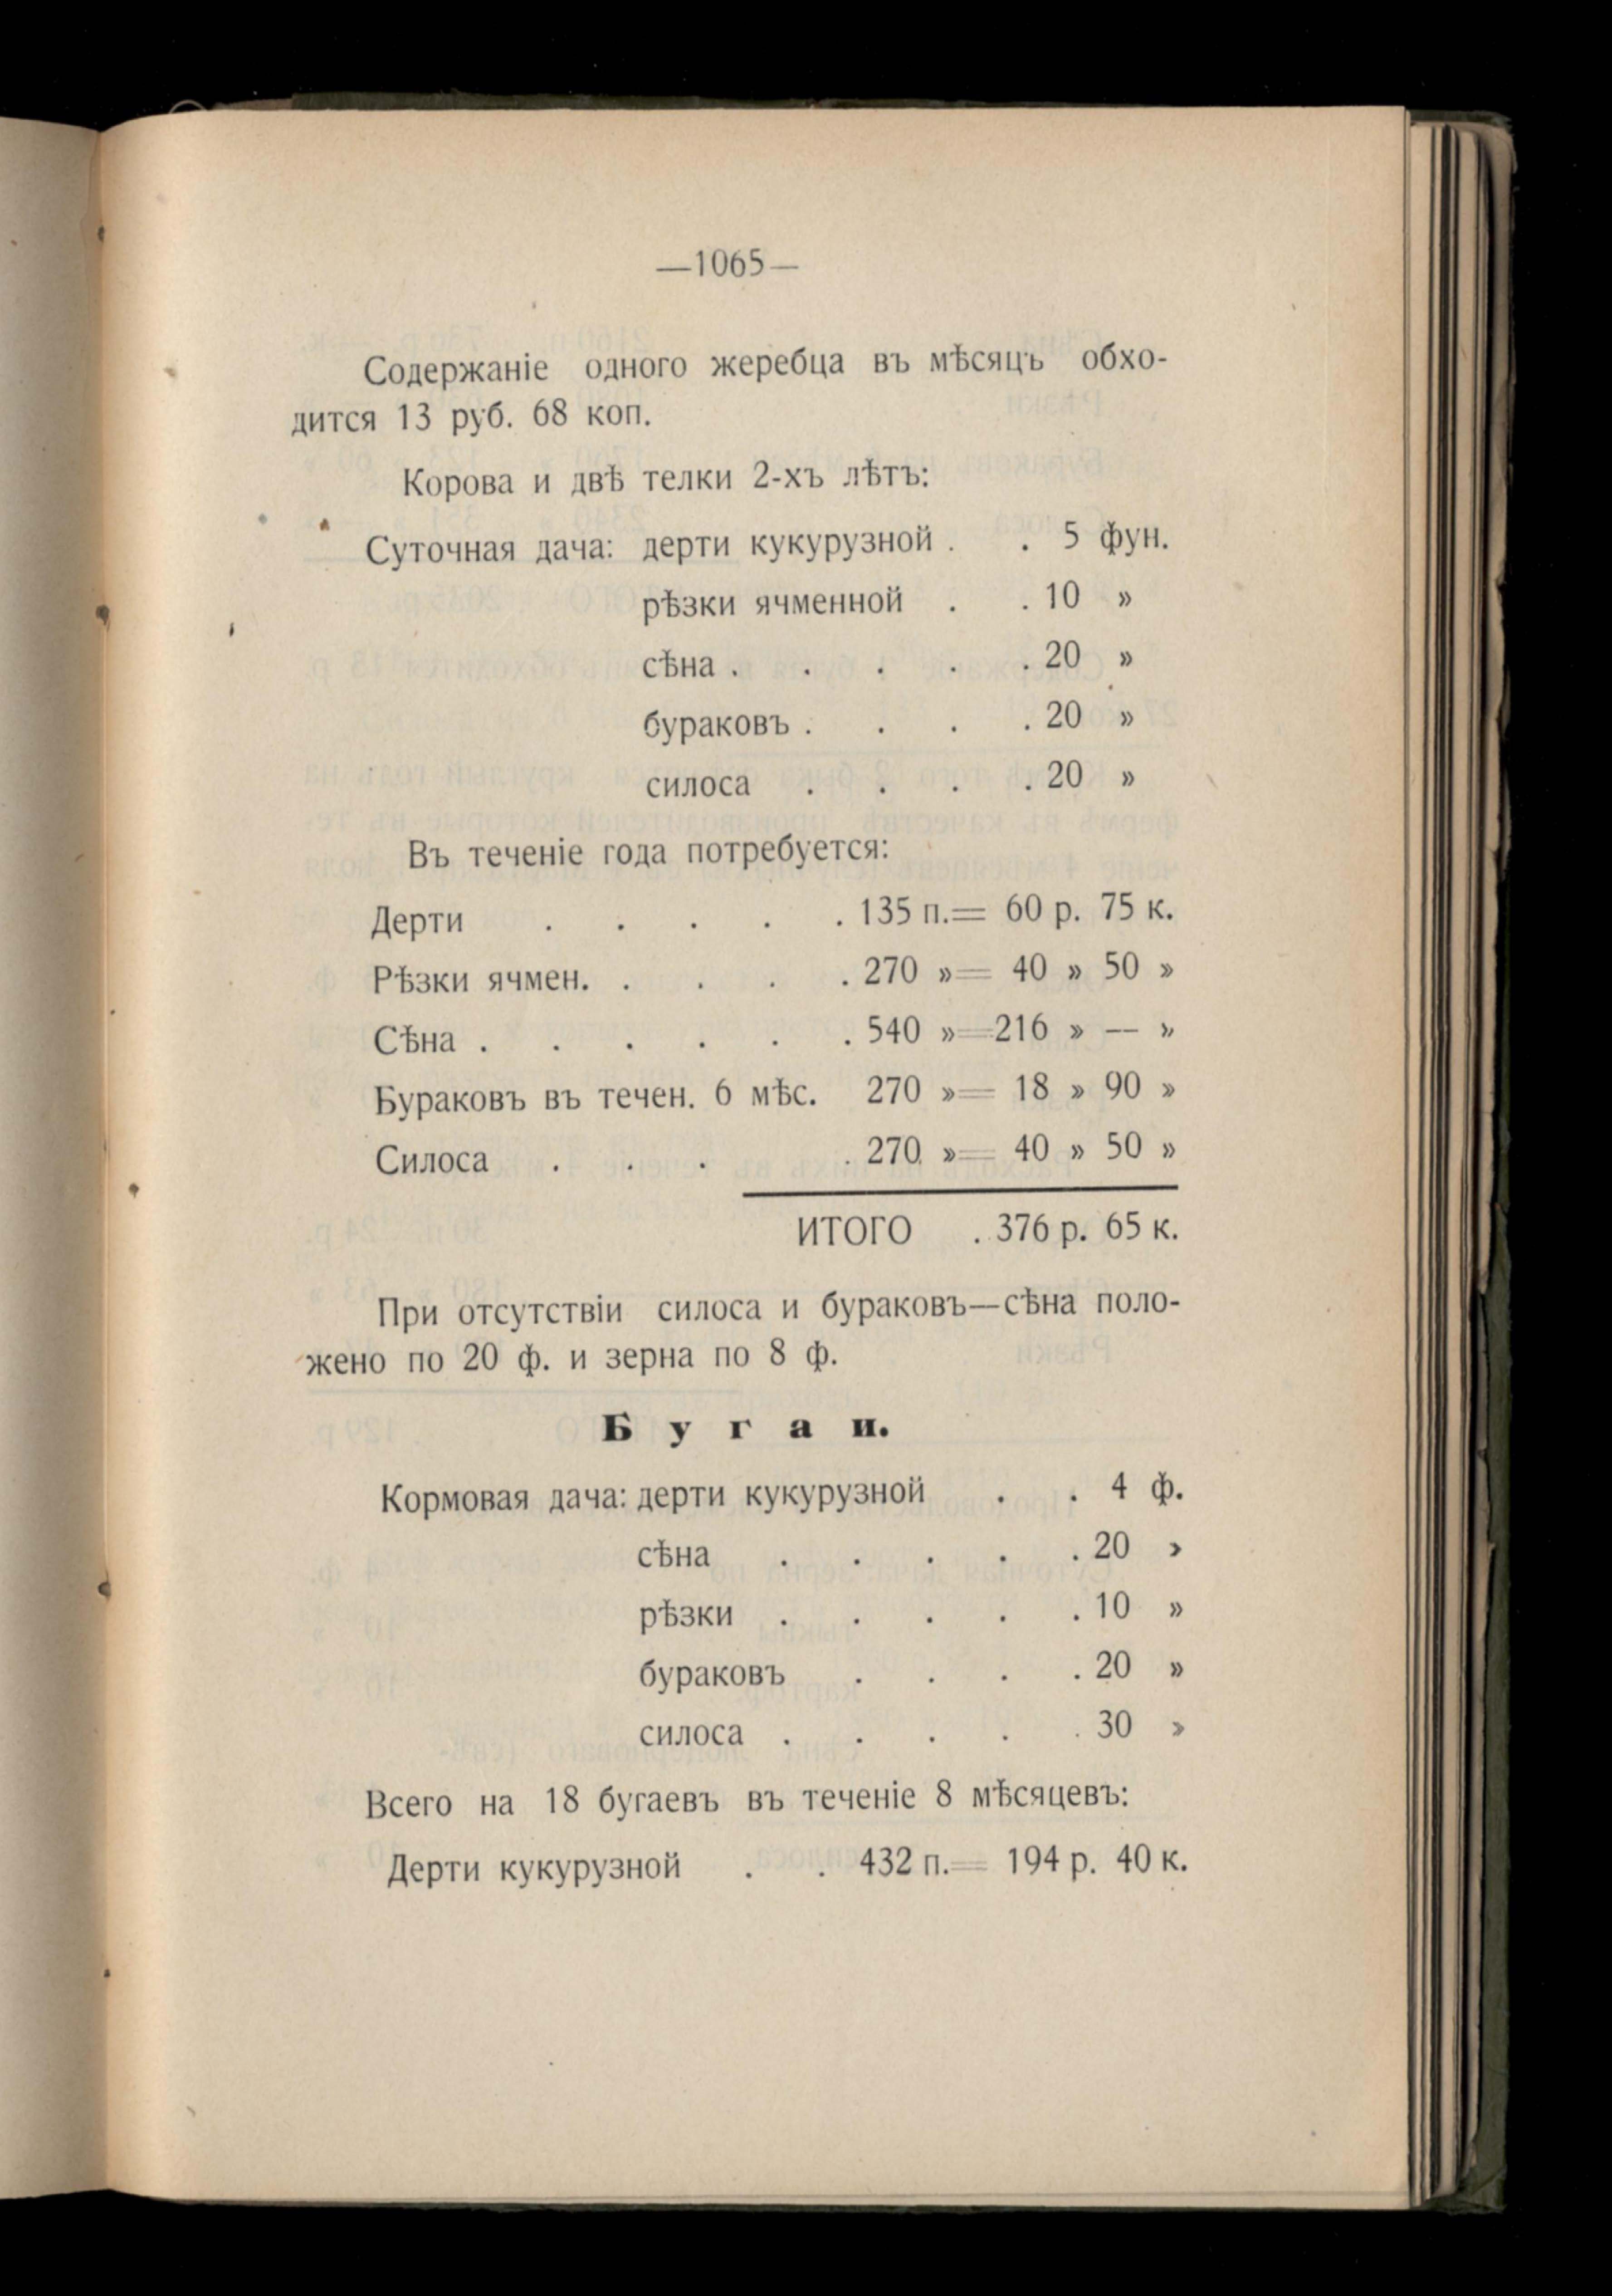 —1065—
Содержаніе одного жеребца въ мѣсяцъ обхо-
дится 13 руб. 68 коп.
Корова и двѣ телки 2-хъ лѣтъ:
Суточная дача: дерти кукурузной . . 5 фун.
рѣзки ячменной . . 10 »
сѣна . . . . . 20 »
бураковъ . . . . 20 »
силоса . . . . 20 »
Въ теченіе года потребуется:
Дерти . . . . . 135 п.= 60 р. 75 к.
Рѣзки ячмен. . . . . 270 »= 40 » 50 »
Сѣна . . . . . . 540 »=216 » — »
Бураковъ въ течен. 6 мѣс. 270 »= 18 » 90 »
Силоса . . . . 270 »= 40 » 50 »
ИТОГО . 376 р. 65 к.
При отсутствіи силоса и бураковъ—сѣна поло-
жено по 20 ф. и зерна по 8 ф.
Бугаи.
Кормовая дача: дерти кукурузной . . 4 ф.
сѣна . . . . . 20 »
рѣзки . . . . . 10 »
бураковъ . . . . 20 »
силоса . . . . . 30 »
Всего на 18 бугаевъ въ теченіе 8 мѣсяцевъ:
Дерти кукурузной . . 432 п.= 194 р. 40 к.